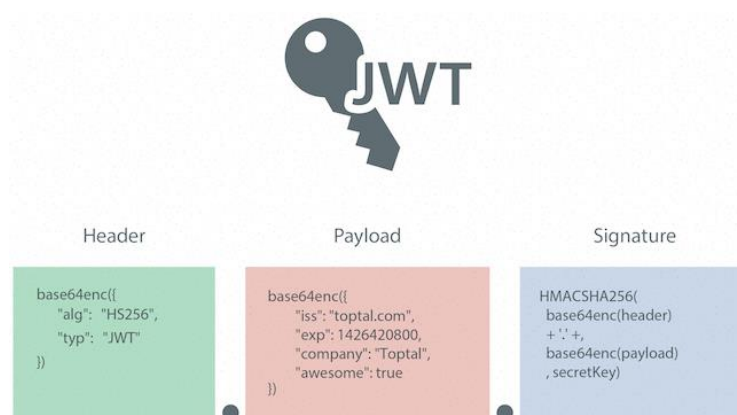 JWT
Header
Payload
Signature
base64enc({
"alg": "HS256",
"typ": "JWT"
})
base64enc({
"iss": "toptal.com",
"exp": 1426420800,
"company": "Toptal",
"awesome": true
})
HMACSHA256(
base64enc(header)
+ '.' +,
base64enc(payload)
, secretKey)